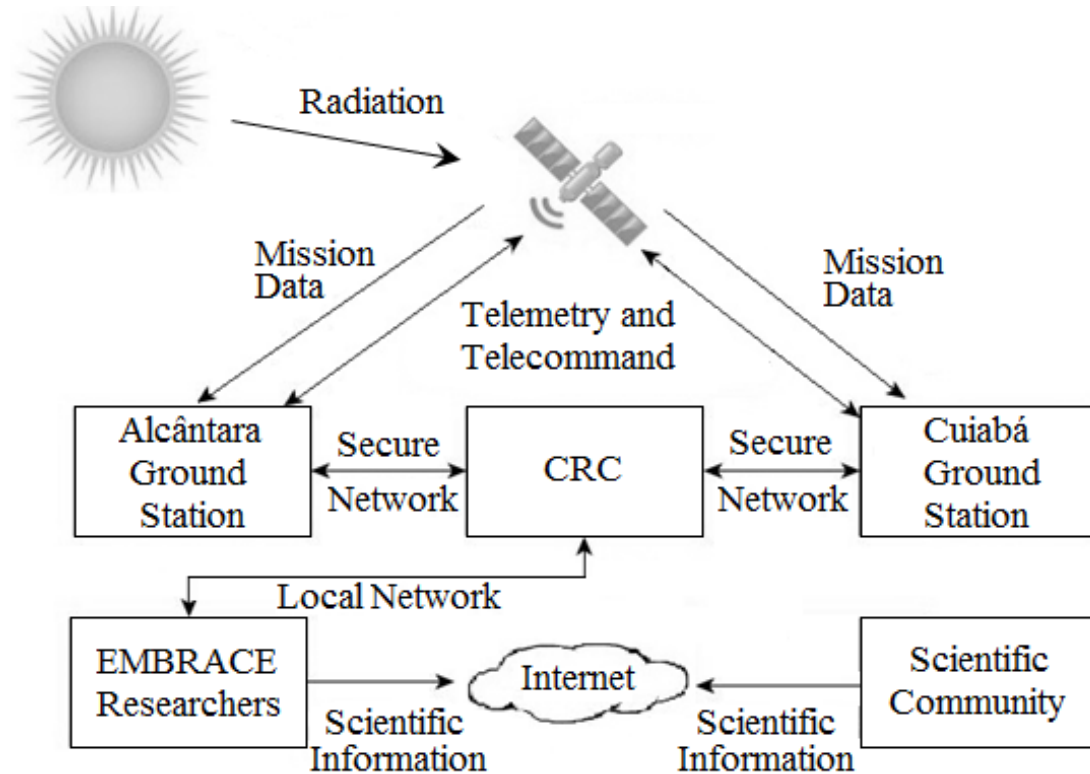 Radiation
Mission
Data
Mission
Data
Telemetry and
Telecommand
Alcântara
Ground
Station
Secure
Network
CRC
Secure
Network
Cuiabá
Ground
Station
Local Network
EMBRACE
Researchers
Internet
Scientific
Community
Scientific
Information
Scientific
Information